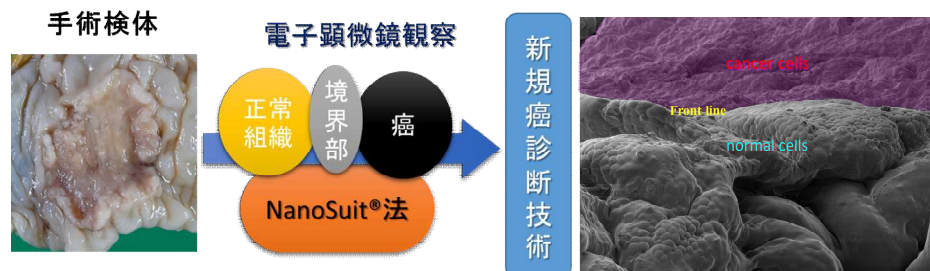 手術検体
電子顕微鏡観察
正常
組織
境界部
癌
NanoSuit®法
新規癌診断技術
cancer cells
Front line
normal cells